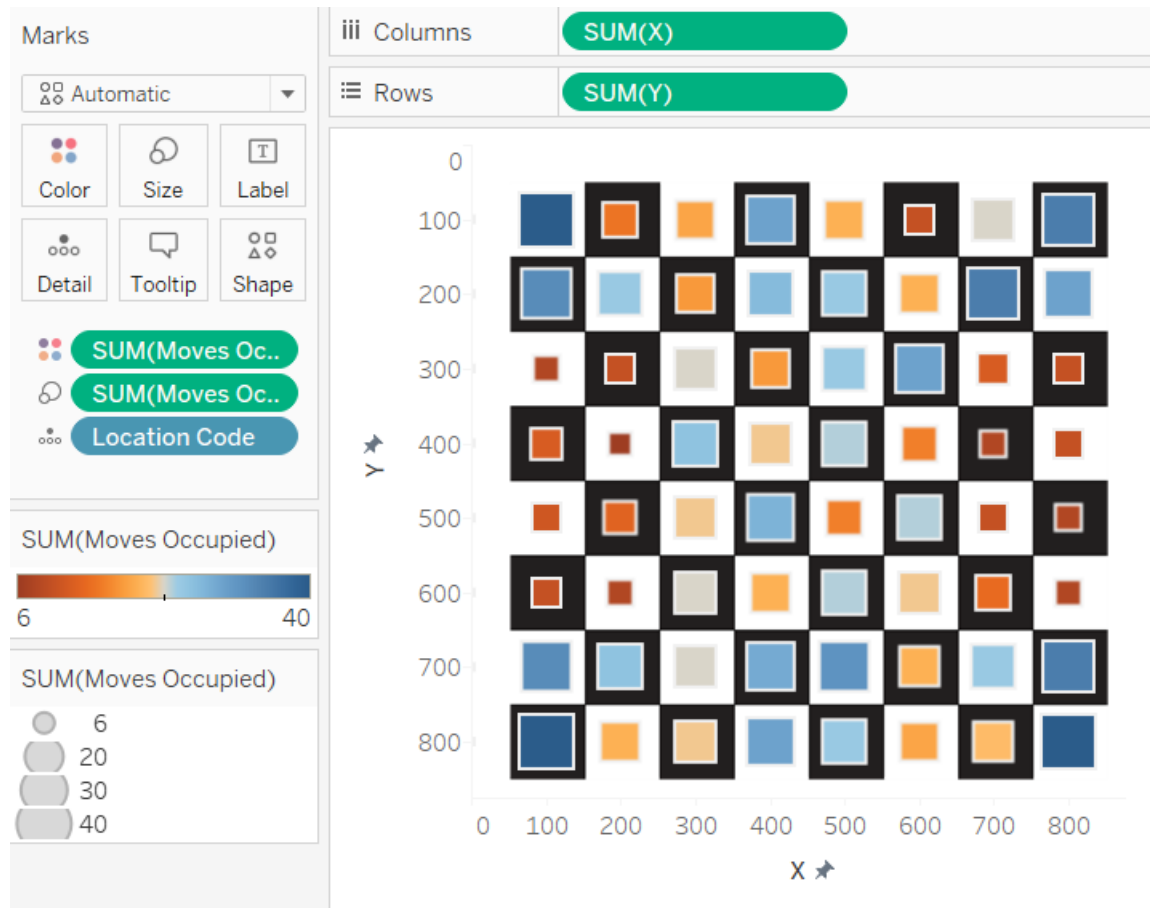 Marks
Automatic
Color
Size
T
Label
Detail
Tooltip
Shape
SUM(Moves Oc..
SUM(Moves Oc..
Location Code
SUM(Moves Occupied)
6
40
SUM(Moves Occupied)
6
20
30
40
iii Columns
SUM(X)
Rows
SUM(Y)
0
100
200
300
400
500
600
700
800
Y
0 100 200 300 400 500 600 700 800
X